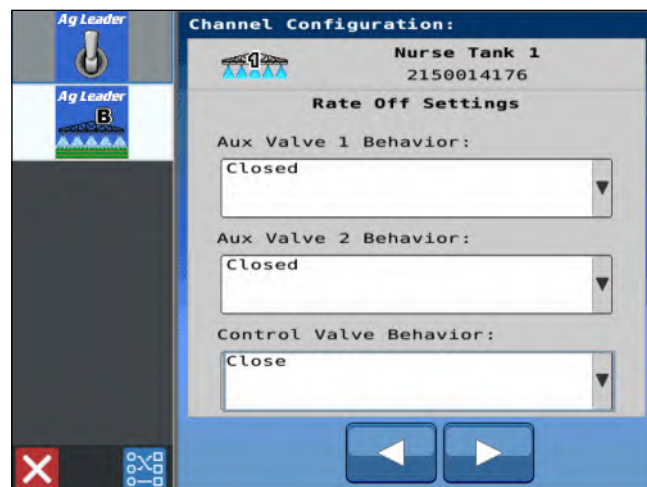 Ag Leader
Ag Leader
B
Channel Configuration:
1
Nurse Tank 1
2150014176
Rate Off Settings
Aux Valve 1 Behavior:
Closed
Aux Valve 2 Behavior:
Closed
Control Valve Behavior:
Close